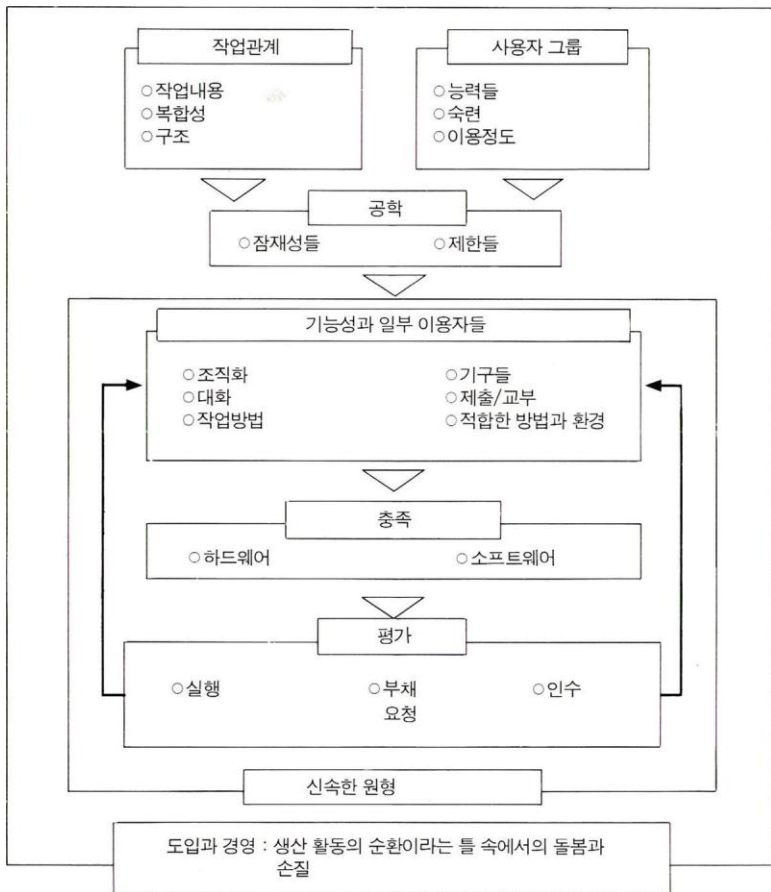 작업관계
사용자 그룹
○작업내용
○복합성
○구조
○능력들
○숙련
○이용정도
공학
○잠재성들
○제한들
기능성과 일부 이용자들
○조직화
○대화
○작업방법
○기구들
○제출/교부
○적합한 방법과 환경
충족
○하드웨어
○소프트웨어
평가
○실행
○부채
요청
○인수
신속한 원형
도입과 경영 : 생산 활동의 순환이라는 틀 속에서의 돌봄과
손질